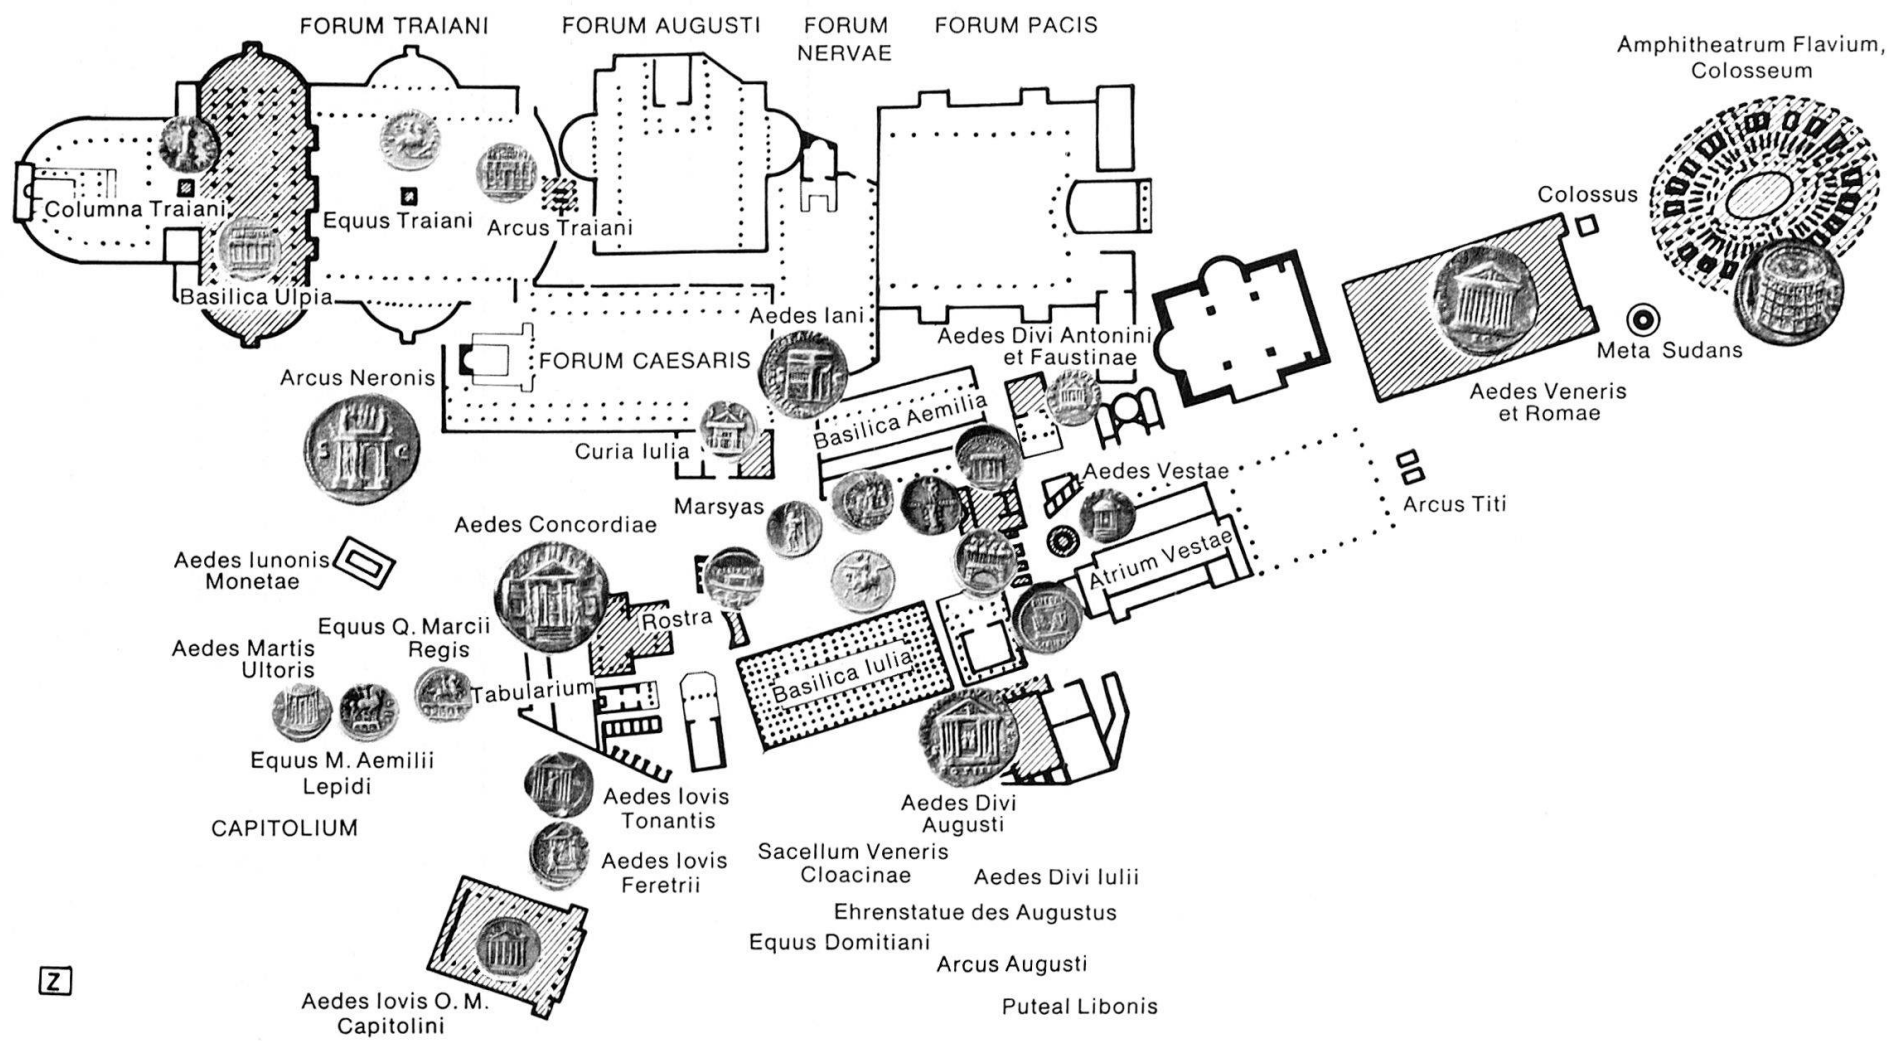 FORUM TRAIANI
FORUM AUGUSTI
FORUM
NERVAE
FORUM PACIS
Amphitheatrum Flavium,
Colosseum
Colossus
Columna Traiani
Equus Traiani
Arcus Traiani
Basilica Ulpia
Aedes Iani
Aedes Divi Antonini
et Faustinae
Meta Sudans
FORUM CAESARIS
Arcus Neronis
Aedes Veneris
et Romae
Basilica Aemilia
S C
Curia Iulia
Aedes Vestae
Marsyas
Arcus Titi
Aedes Concordiae
Aedes Iunonis
Monetae
Atrium Vestae
Rostra
Equus Q. Marcii
Regis
Aedes Martis
Ultoris
Basilica Iulia
Tabularium
Equus M. Aemilii
Lepidi
Aedes Iovis
Tonantis
Aedes Divi
Augusti
CAPITOLIUM
Sacellum Veneris
Cloacinae
Aedes Iovis
Feretrii
Aedes Divi Iulii
Ehrenstatue des Augustus
Equus Domitiani
Arcus Augusti
Z
Aedes Iovis O. M.
Capitolini
Puteal Libonis